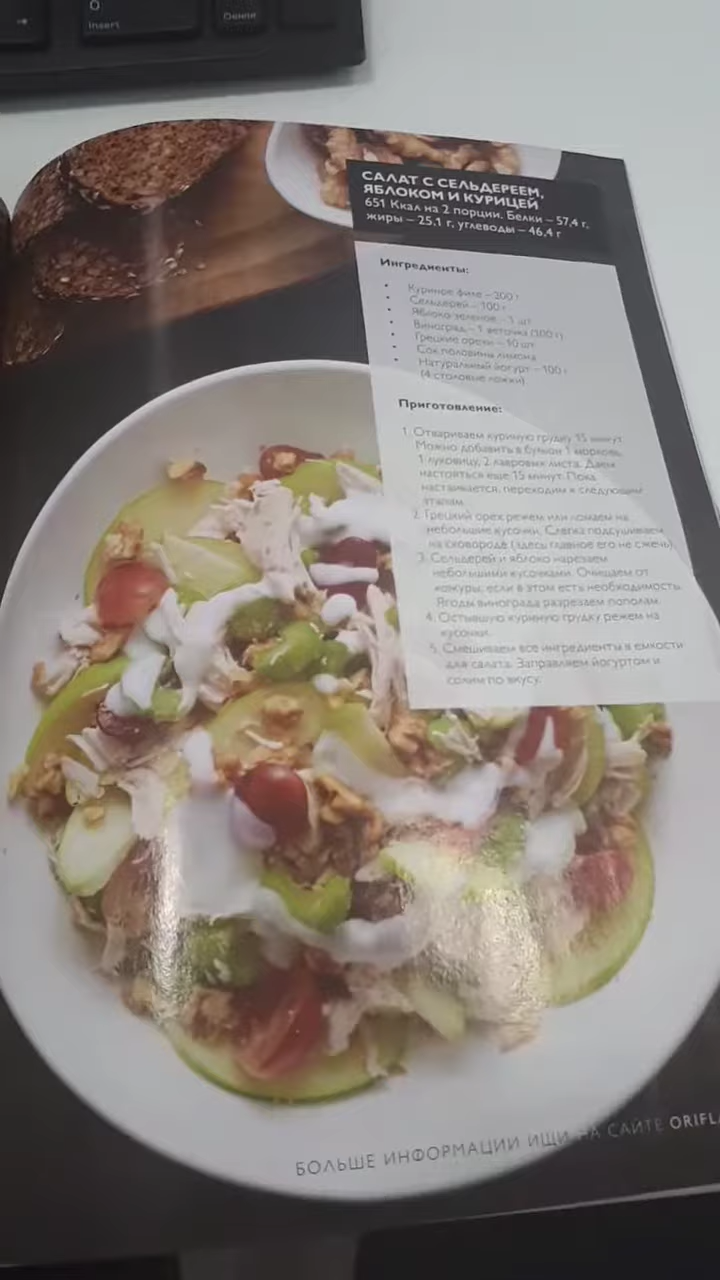 Insert
Delete
САЛАТ С СЕЛЬДЕРЕЕМ,
ЯБЛОКОМ И КУРИЦЕЙ
651 Ккал на 2 порции. Белки – 57,4 г,
жиры – 25,1 г, углеводы – 46,4 г
Ингредиенты:
• Куриное филе – 200 г
• Сельдерей – 100 г
• Яблоко зеленое – 1 шт
• Виноград – 1 веточка (100 г)
• Грецкие орехи – 10 шт
• Сок половины лимона
• Натуральный йогурт – 100 г
(4 столовые ложки)
Приготовление:
1. Отвариваем куриную грудку 15 минут.
Можно добавить в бульон 1 морковь,
1 луковицу, 2 лавровых листа. Даем
настояться еще 15 минут. Пока
настаивается, переходим к следующим
этапам.
2. Грецкий орех режем или ломаем на
небольшие кусочки. Слегка подсушиваем
на сковороде (здесь главное его не сжечь).
3. Сельдерей и яблоко нарезаем
небольшими кусочками. Очищаем от
кожуры, если в этом есть необходимость.
Ягоды винограда разрезаем пополам.
4. Остывшую куриную грудку режем на
кусочки.
5. Смешиваем все ингредиенты в емкости
для салата. Заправляем йогуртом и
солим по вкусу.
БОЛЬШЕ ИНФОРМАЦИИ ИЩИ НА САЙТЕ ORIFL